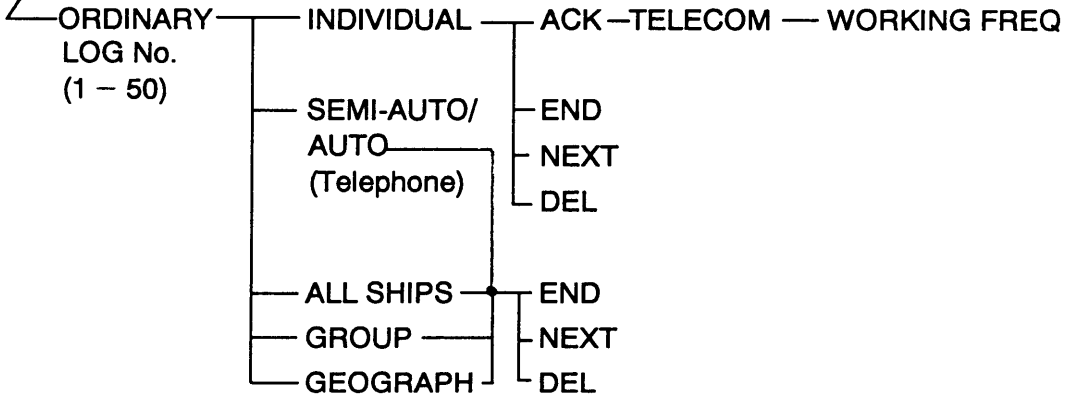 ORDINARY INDIVIDUAL ACK TELECOM WORKING FREQ
LOG No.
(1 – 50)
SEMI-AUTO/ END
AUTO NEXT
(Telephone) DEL
ALL SHIPS END
GROUP NEXT
GEOGRAPH DEL